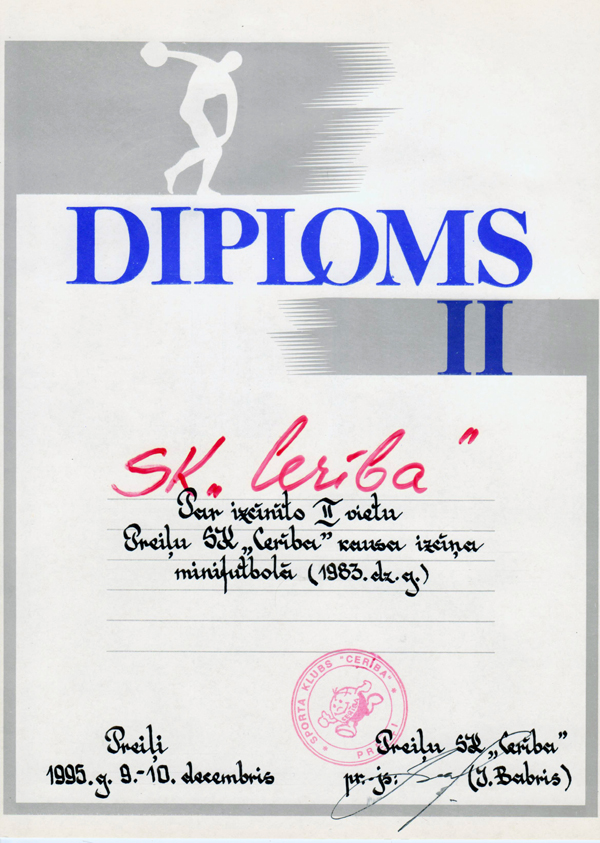 DIPLOMS
II
SK „Cerība”
Par izcīnīto II vietu
Preiļu SK „Cerība” kausa izcīņa
minifutbolā (1983. dz. g.)
SPORTA KLUBS "CERĪBA"
PREIĻI
Preiļi
1995. g. 9.-10. decembris
Preiļu SK „Cerība”
pr-js:
(J. Babris)